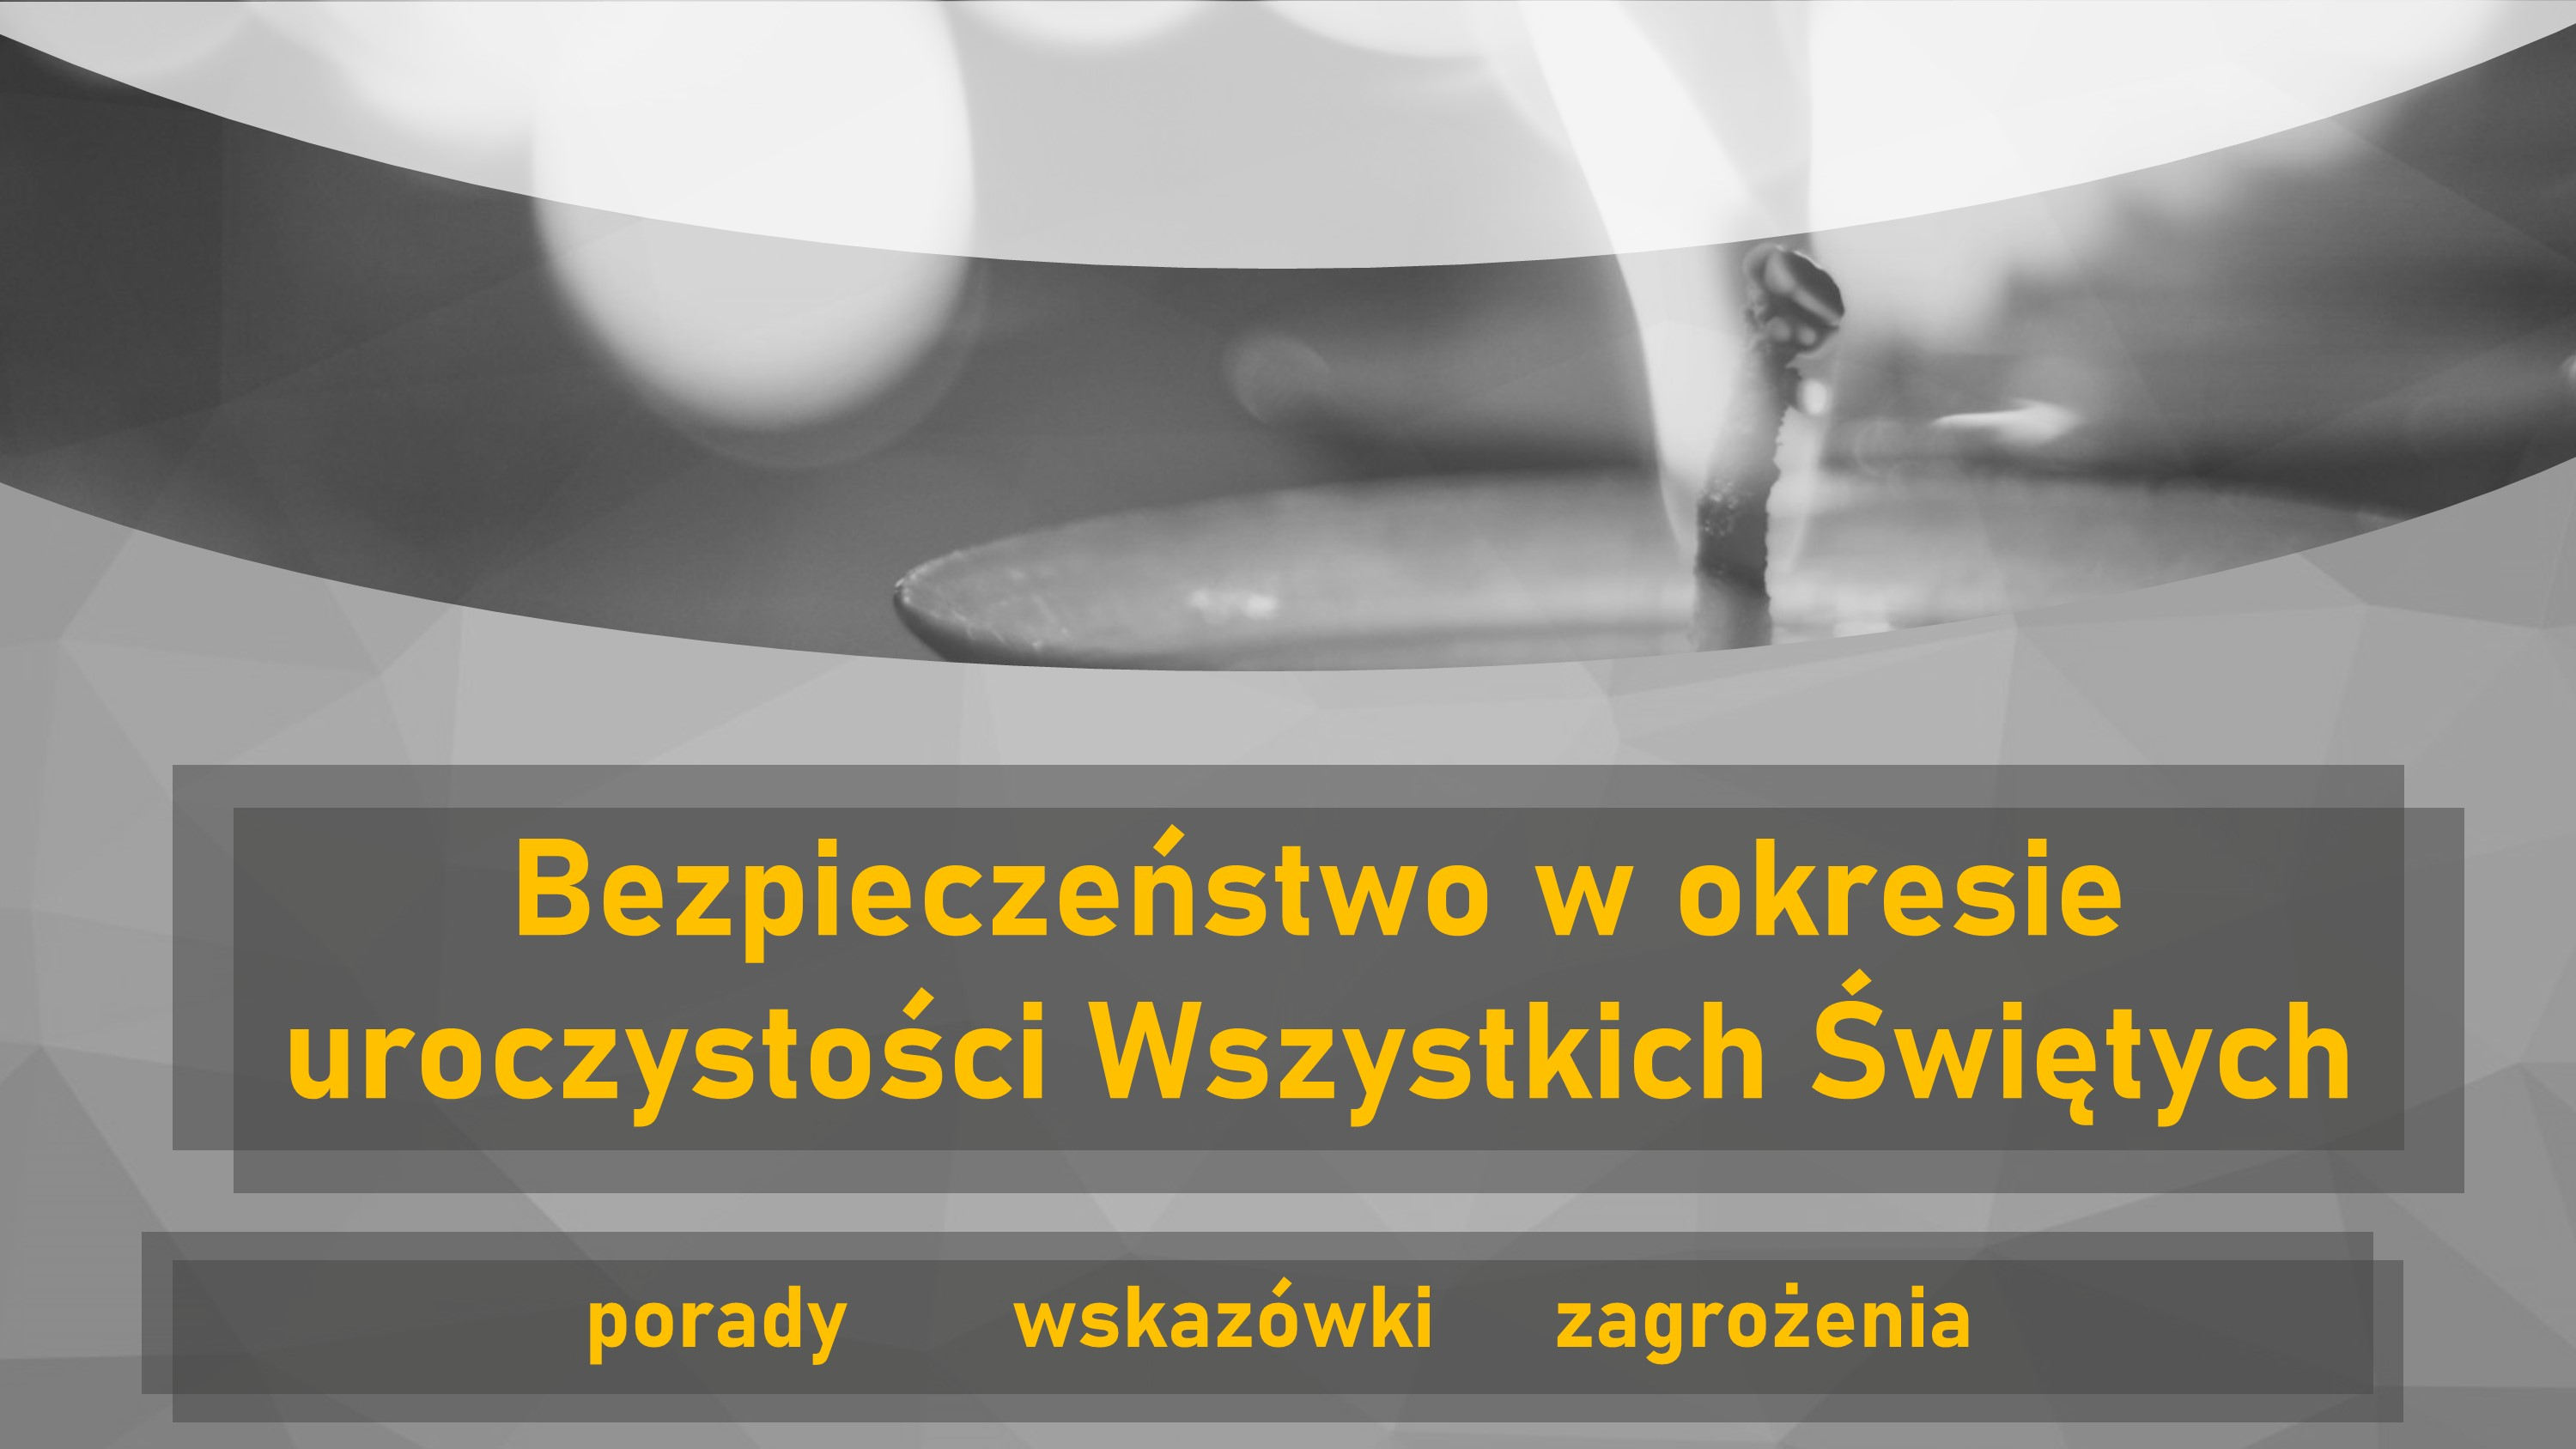 Bezpieczeństwo w okresie
uroczystości Wszystkich Świętych
porady wskazówki zagrożenia